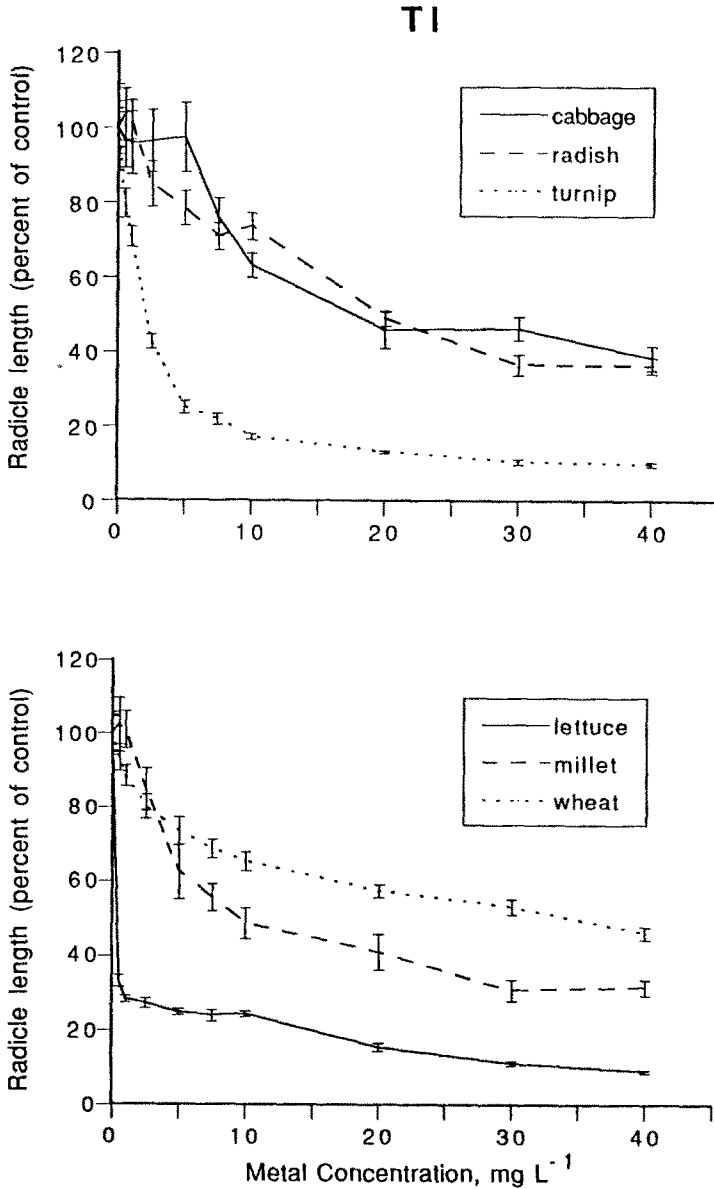 Tl
120
100
80
60
40
20
0
Radicle length (percent of control)
cabbage
radish
turnip
0 10 20 30 40
120
100
80
60
40
20
0
Radicle length (percent of control)
lettuce
millet
wheat
0 10 20 30 40
Metal Concentration, mg L⁻¹